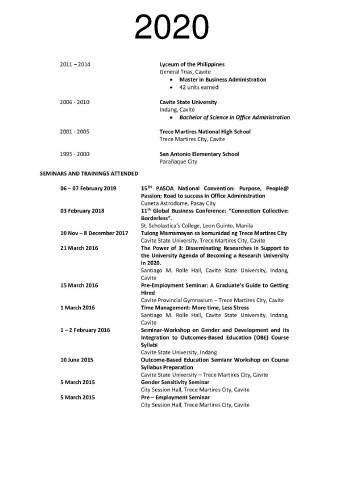 2020
2011 – 2014 Lyceum of the Philippines
General Trias, Cavite
• Master in Business Administration
• 42 units earned
2006 - 2010 Cavite State University
Indang, Cavite
• Bachelor of Science in Office Administration
2001 - 2005 Trece Martires National High School
Trece Martires City, Cavite
1995 - 2000 San Antonio Elementary School
Parañaque City
SEMINARS AND TRAININGS ATTENDED
06 – 07 February 2019 15TH PASOA National Convention: Purpose, People@
Passion; Road to success in Office Administration
Cuneta Astrodome, Pasay City
03 February 2018 11th Global Business Conference: "Connection Collective:
Borderless".
St. Scholastica's College, Leon Guinto, Manila
10 Nov – 8 December 2017 Tulong Mamamayan sa komunidad ng Trece Martires City
Cavite State University, Trece Martires City, Cavite
21 March 2016 The Power of 3: Disseminating Researches in Support to
the University Agenda of Becoming a Research University
in 2020.
Santiago M. Rolle Hall, Cavite State University, Indang,
Cavite
15 March 2016 Pre-Employment Seminar: A Graduate's Guide to Getting
Hired
Cavite Provincial Gymnasium – Trece Martires City, Cavite
1 March 2016 Time Management: More time, Less Stress
Santiago M. Rolle Hall, Cavite State University, Indang,
Cavite
1 – 2 February 2016 Seminar-Workshop on Gender and Development and its
Integration to Outcomes-Based Education (OBE) Course
Syllabi
Cavite State University, Indang
10 June 2015 Outcome-Based Education Seminar Workshop on Course
Syllabus Preparation
Cavite State University – Trece Martires City, Cavite
5 March 2015 Gender Sensitivity Seminar
City Session Hall, Trece Martires City, Cavite
5 March 2015 Pre – Employment Seminar
City Session Hall, Trece Martires City, Cavite